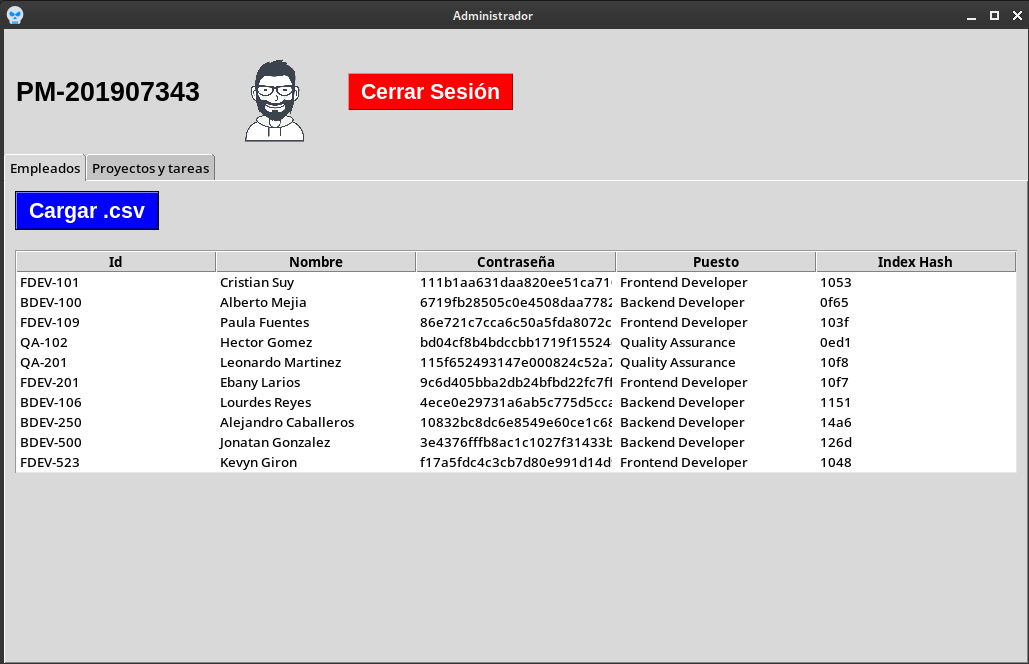 Administrador
PM-201907343
Cerrar Sesión
Empleados Proyectos y tareas
Cargar .csv
Id Nombre Contraseña Puesto Index Hash
FDEV-101 Cristian Suy 111b1aa631daa820ee51ca71 Frontend Developer 1053
BDEV-100 Alberto Mejia 6719fb28505c0e4508daa7782 Backend Developer 0f65
FDEV-109 Paula Fuentes 86e721c7cca6c50a5fda8072c Frontend Developer 103f
QA-102 Hector Gomez bd04cf8b4bdccbb1719f15524 Quality Assurance 0ed1
QA-201 Leonardo Martinez 115f652493147e000824c52a7 Quality Assurance 10f8
FDEV-201 Ebany Larios 9c6d405bba2db24bfbd22fc7f Frontend Developer 10f7
BDEV-106 Lourdes Reyes 4ece0e29731a6ab5c775d5cca Backend Developer 1151
BDEV-250 Alejandro Caballeros 10832bc8dc6e8549e60ce1c68 Backend Developer 14a6
BDEV-500 Jonatan Gonzalez 3e4376fffb8ac1c1027f31433b Backend Developer 126d
FDEV-523 Kevyn Giron f17a5fdc4c3cb7d80e991d14d Frontend Developer 1048